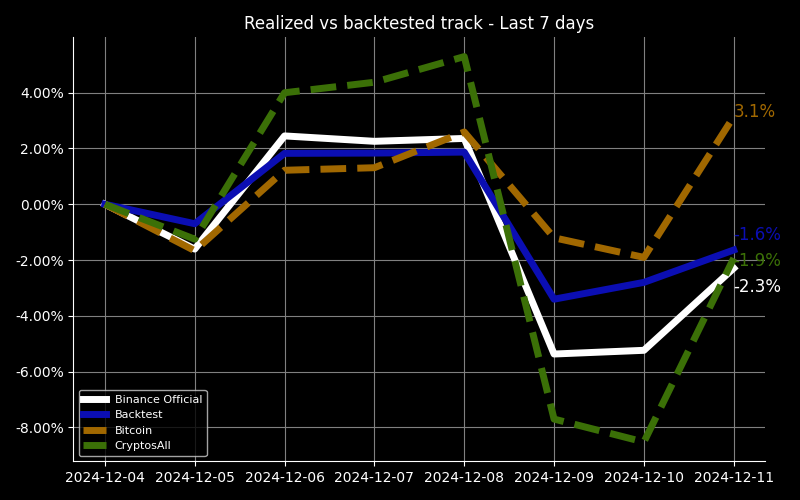 Realized vs backtested track - Last 7 days
4.00%
2.00%
0.00%
-2.00%
-4.00%
-6.00%
-8.00%
3.1%
-1.6%
-1.9%
-2.3%
Binance Official
Backtest
Bitcoin
CryptosAll
2024-12-04 2024-12-05 2024-12-06 2024-12-07 2024-12-08 2024-12-09 2024-12-10 2024-12-11